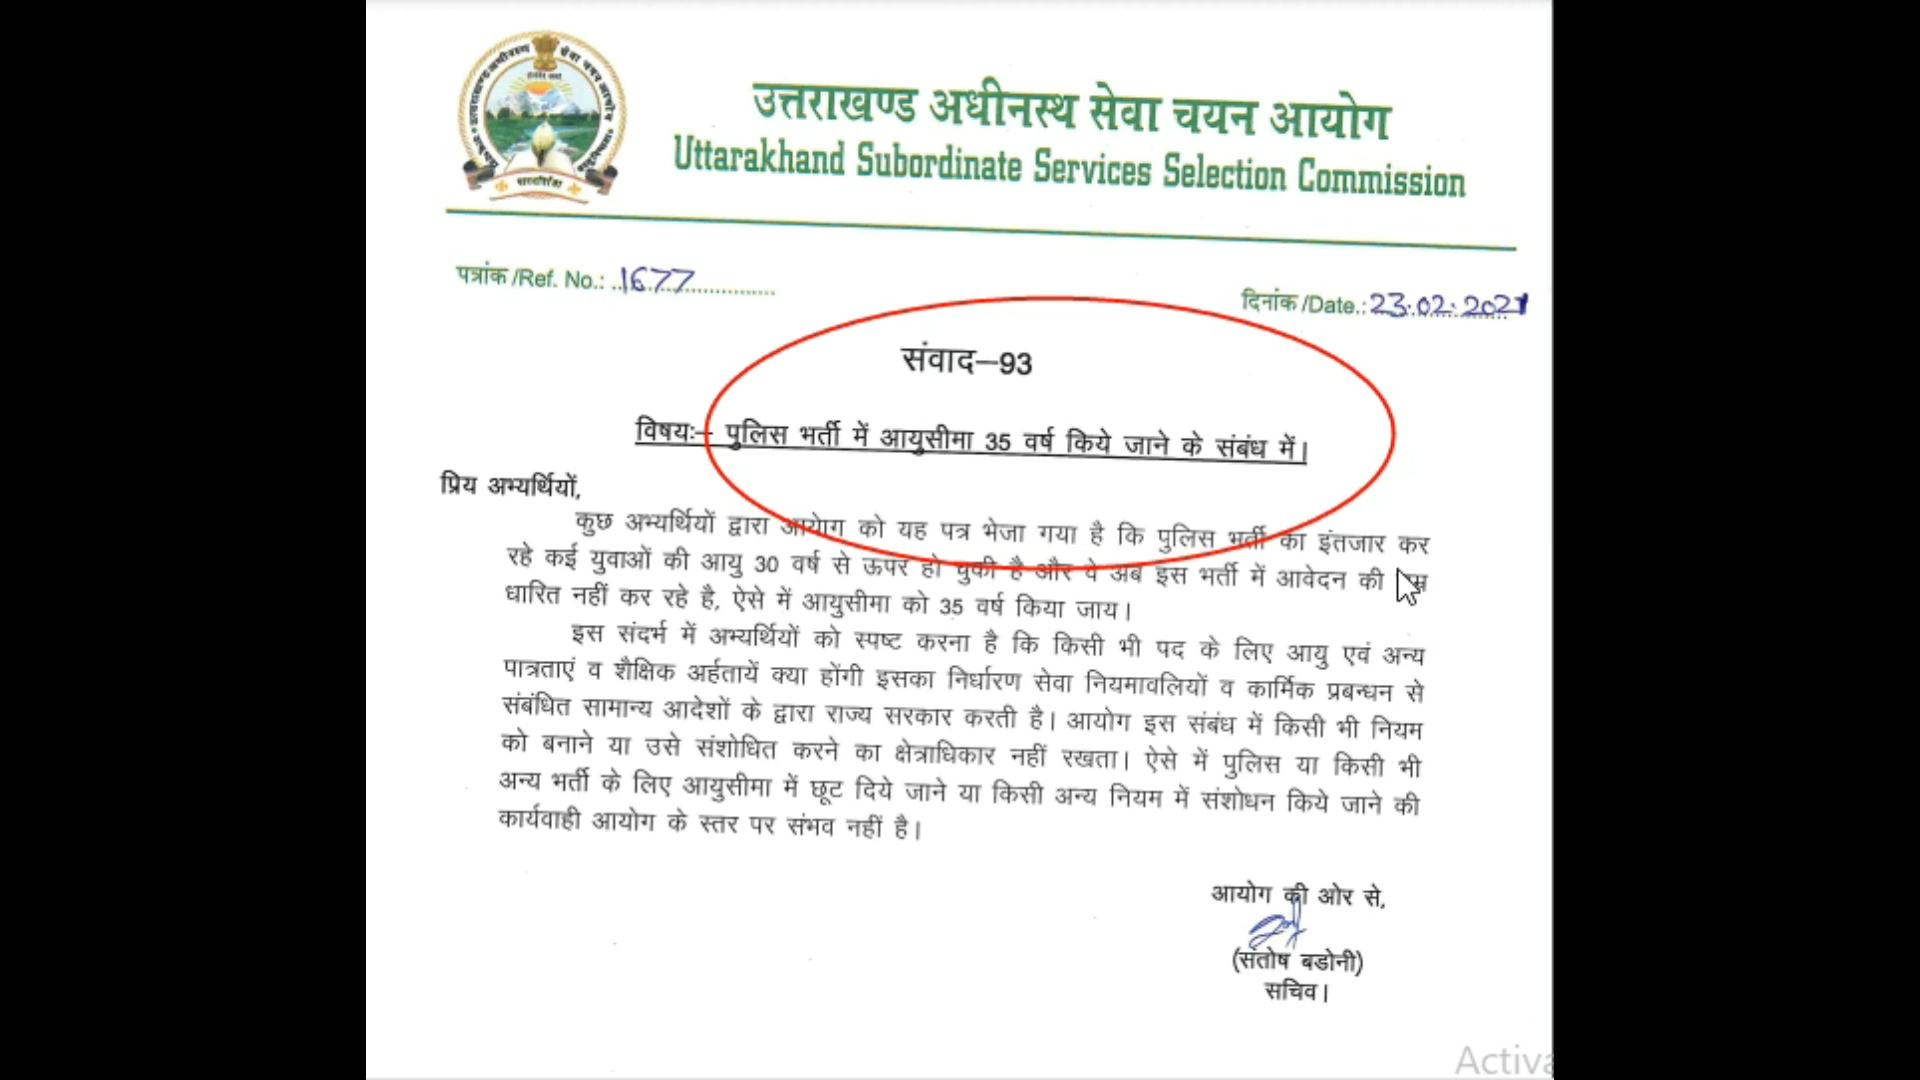 उत्तराखण्ड अधीनस्थ सेवा चयन आयोग
Uttarakhand Subordinate Services Selection Commission
पत्रांक /Ref. No.: 1677
दिनांक /Date.: 23.02.2021
संवाद–93
विषयः– पुलिस भर्ती में आयुसीमा 35 वर्ष किये जाने के संबंध में।
प्रिय अभ्यर्थियों,
कुछ अभ्यर्थियों द्वारा आयोग को यह पत्र भेजा गया है कि पुलिस भर्ती का इंतजार कर
रहे कई युवाओं की आयु 30 वर्ष से ऊपर हो चुकी है और वे अब इस भर्ती में आवेदन की
धारित नहीं कर रहे है, ऐसे में आयुसीमा को 35 वर्ष किया जाय।
इस संदर्भ में अभ्यर्थियों को स्पष्ट करना है कि किसी भी पद के लिए आयु एवं अन्य
पात्रताएं व शैक्षिक अर्हतायें क्या होंगी इसका निर्धारण सेवा नियमावलियों व कार्मिक प्रबन्धन से
संबंधित सामान्य आदेशों के द्वारा राज्य सरकार करती है। आयोग इस संबंध में किसी भी नियम
को बनाने या उसे संशोधित करने का क्षेत्राधिकार नहीं रखता। ऐसे में पुलिस या किसी भी
अन्य भर्ती के लिए आयुसीमा में छूट दिये जाने या किसी अन्य नियम में संशोधन किये जाने की
कार्यवाही आयोग के स्तर पर संभव नहीं है।
आयोग की ओर से,
(संतोष बडोनी)
सचिव।
Activa